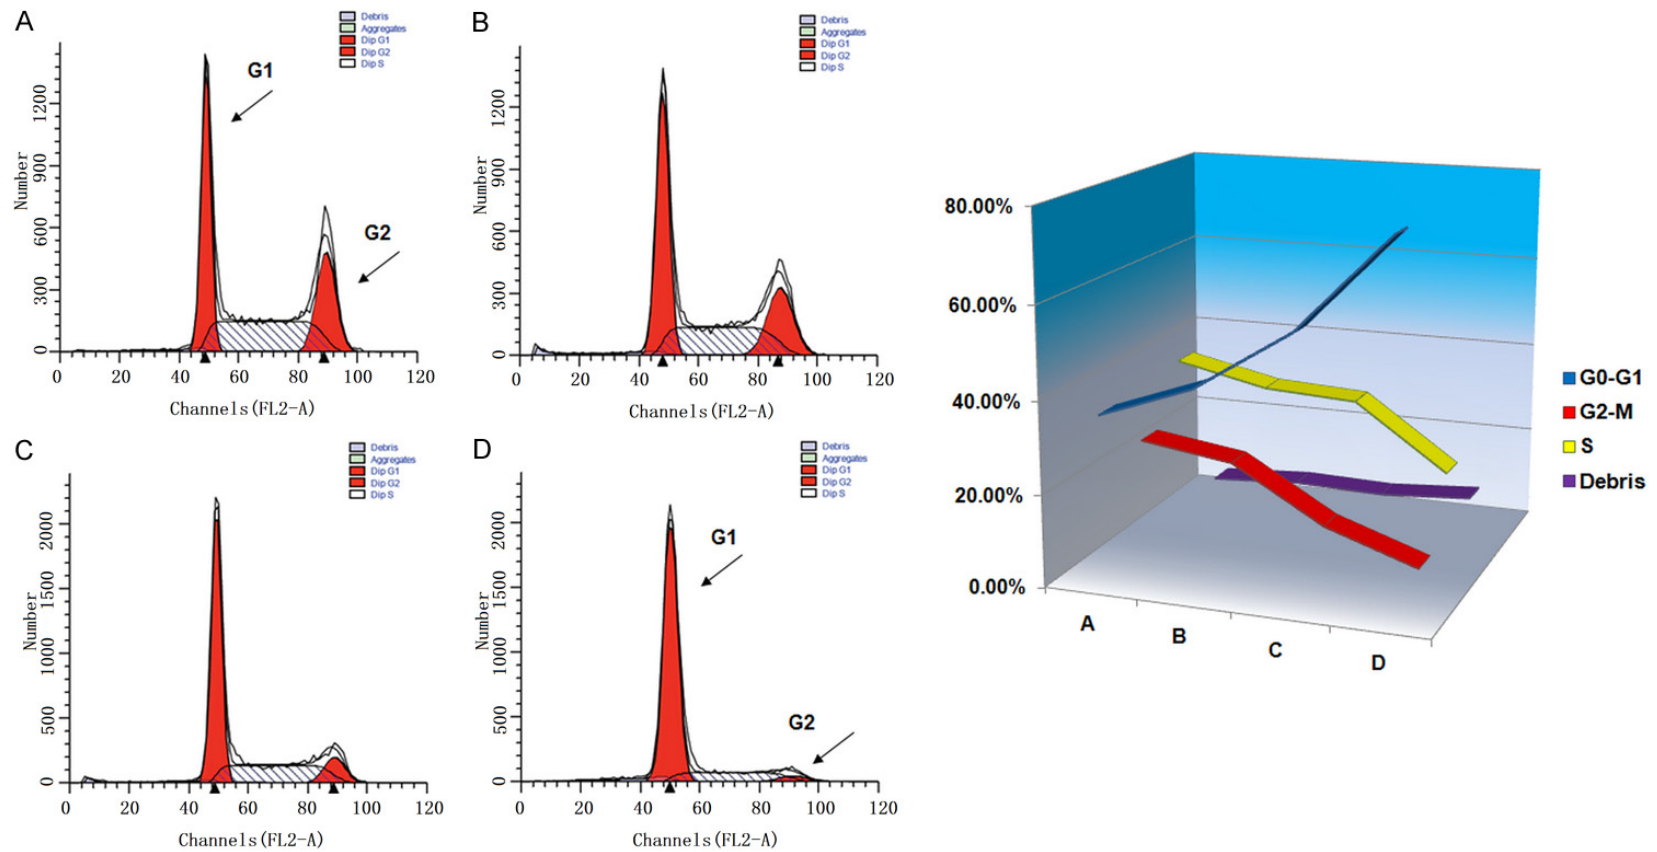 A
Debris
Aggregates
Dip G1
Dip G2
Dip S
G1
G2
Number
1200
900
600
300
0
0 20 40 60 80 100 120
Channels(FL2-A)
B
Debris
Aggregates
Dip G1
Dip G2
Dip S
Number
1200
900
300
600
0
0 20 40 60 80 100 120
Channels(FL2-A)
C
Debris
Aggregates
Dip G1
Dip G2
Dip S
Number
2000
1500
1000
500
0
0 20 40 60 80 100 120
Channels(FL2-A)
D
Debris
Aggregates
Dip G1
Dip G2
Dip S
G1
G2
Number
2000
1500
1000
500
0
0 20 40 60 80 100 120
Channels(FL2-A)
80.00%
60.00%
40.00%
20.00%
0.00%
A B C D
G0-G1
G2-M
S
Debris